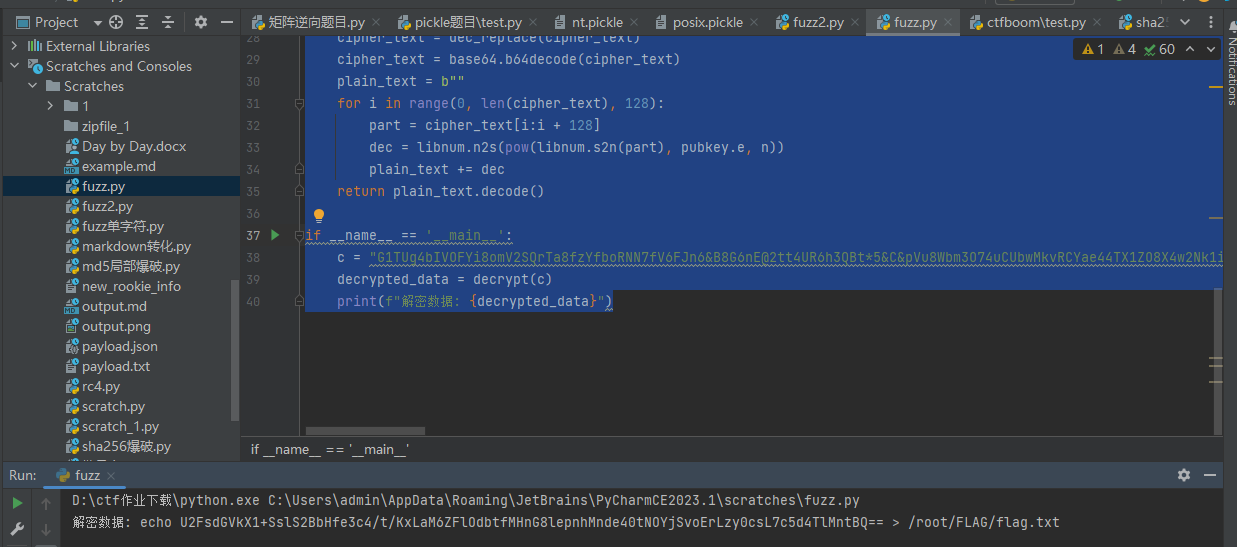 Project
矩阵逆向题目.py
pickle题目\test.py
nt.pickle
posix.pickle
fuzz2.py
fuzz.py
ctfboom\test.py
sha25
External Libraries
Scratches and Consoles
Scratches
1
zipfile_1
Day by Day.docx
example.md
fuzz.py
fuzz2.py
fuzz单字符.py
markdown转化.py
md5局部爆破.py
new_rookie_info
output.md
output.png
payload.json
payload.txt
rc4.py
scratch.py
scratch_1.py
sha256爆破.py
1 4 60
Notifications
28 cipher_text = dec_replace(cipher_text)
29 cipher_text = base64.b64decode(cipher_text)
30 plain_text = b""
31 for i in range(0, len(cipher_text), 128):
32 part = cipher_text[i:i + 128]
33 dec = libnum.n2s(pow(libnum.s2n(part), pubkey.e, n))
34 plain_text += dec
35 return plain_text.decode()
36
37 if __name__ == '__main__':
38 c = "G1TUg4bIVOFYi8omV2SQrTa8fzYfboRNN7fV6FJn6&B8G6nE@2tt4UR6h3QBt*5&C&pVu8Wbm3O74uCUbwMkvRCYae44TX1ZO8X4w2Nk1i
39 decrypted_data = decrypt(c)
40 print(f"解密数据: {decrypted_data}")
if __name__ == '__main__'
Run: fuzz
D:\ctf作业下载\python.exe C:\Users\admin\AppData\Roaming\JetBrains\PyCharmCE2023.1\scratches\fuzz.py
解密数据: echo U2FsdGVkX1+SslS2BbHfe3c4/t/KxLaM6ZFlOdbtfMHnG8lepnhMnde40tNOYjSvoErLzyOcsL7c5d4TlMntBQ== > /root/FLAG/flag.txt